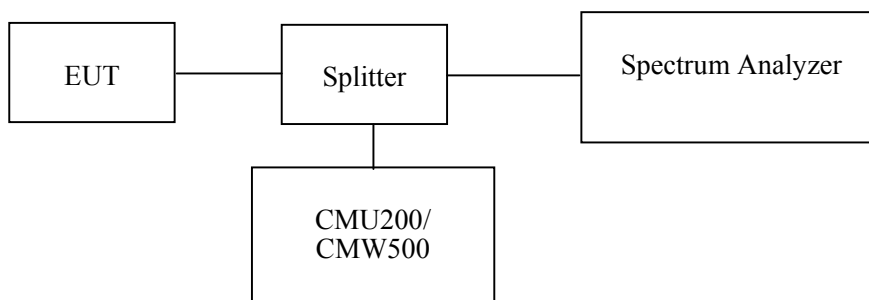 EUT
Splitter
Spectrum Analyzer
CMU200/
CMW500